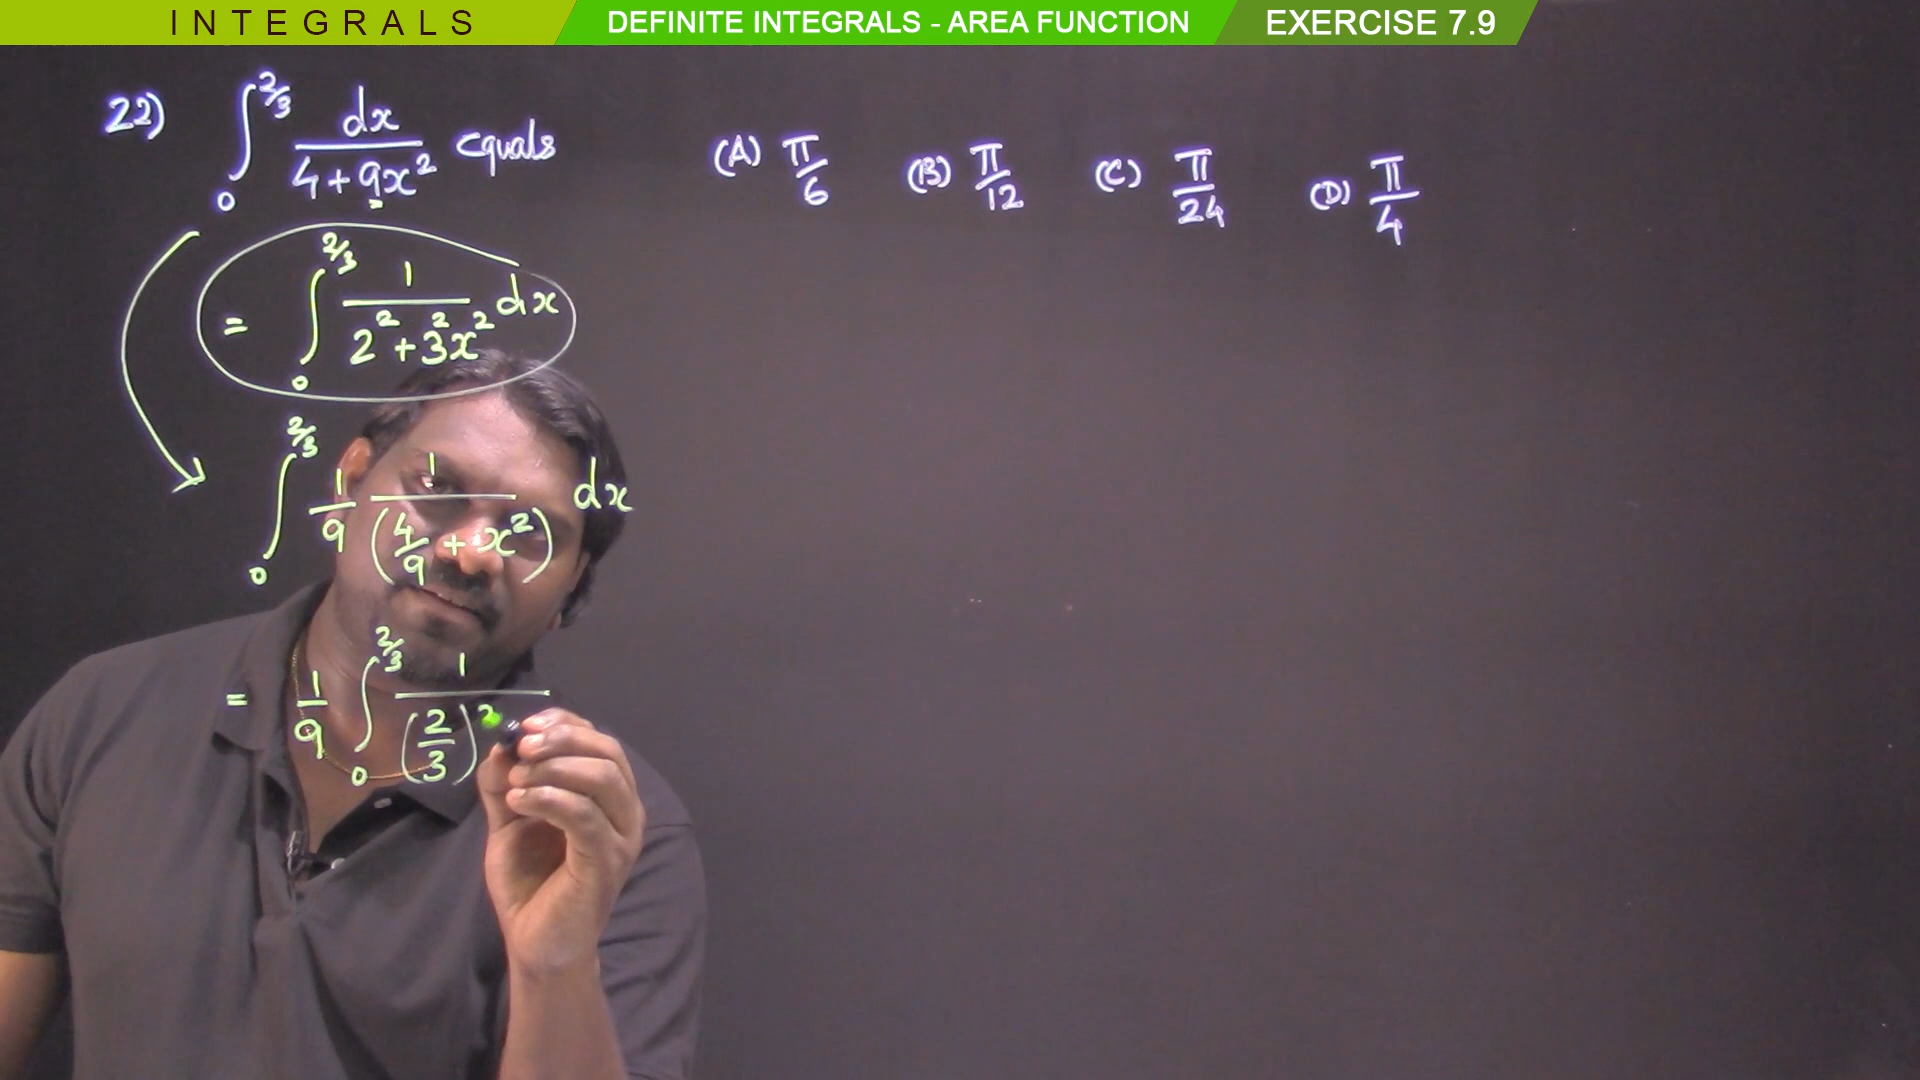 INTEGRALS DEFINITE INTEGRALS - AREA FUNCTION EXERCISE 7.9
22) ∫₀^{2/3} dx/(4+9x²) equals (A) π/6 (B) π/12 (C) π/24 (D) π/4
= ∫₀^{2/3} 1/(2²+3²x²) dx
∫₀^{2/3} 1/9 1/(4/9 + x²) dx
= 1/9 ∫₀^{2/3} 1/(2/3)²